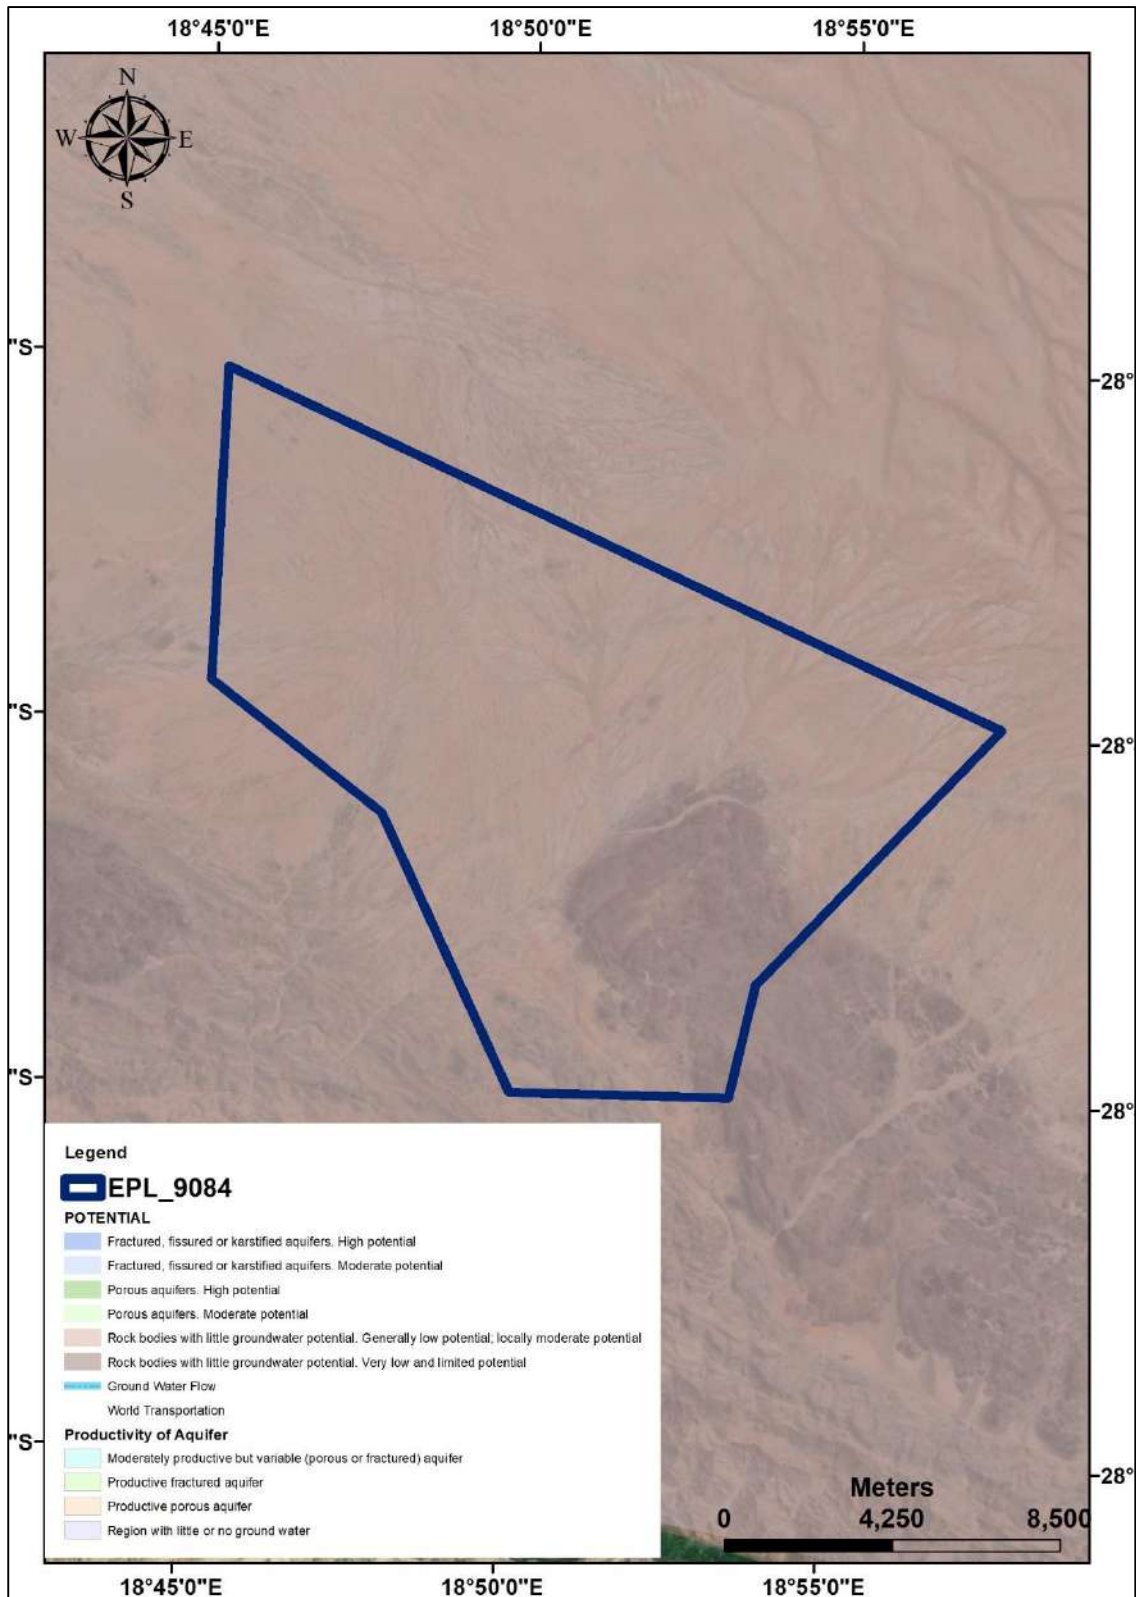 18°45'0"E 18°50'0"E 18°55'0"E
N
W E
S
"S
28°
"S
28°
"S
28°
"S
28°
Legend
EPL_9084
POTENTIAL
Fractured, fissured or karstified aquifers. High potential
Fractured, fissured or karstified aquifers. Moderate potential
Porous aquifers. High potential
Porous aquifers. Moderate potential
Rock bodies with little groundwater potential. Generally low potential; locally moderate potential
Rock bodies with little groundwater potential. Very low and limited potential
Ground Water Flow
World Transportation
Productivity of Aquifer
Moderately productive but variable (porous or fractured) aquifer
Productive fractured aquifer
Productive porous aquifer
Region with little or no ground water
Meters
0 4,250 8,500
18°45'0"E 18°50'0"E 18°55'0"E